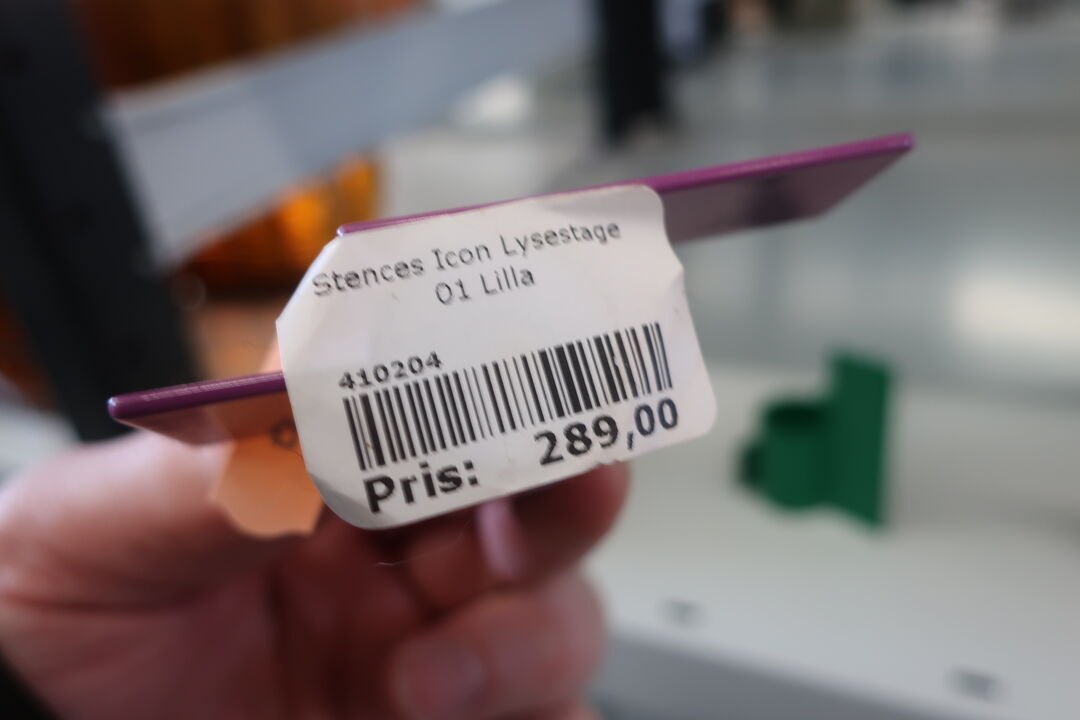 Stences Icon Lysestage
01 Lilla
410204
Pris: 289,00